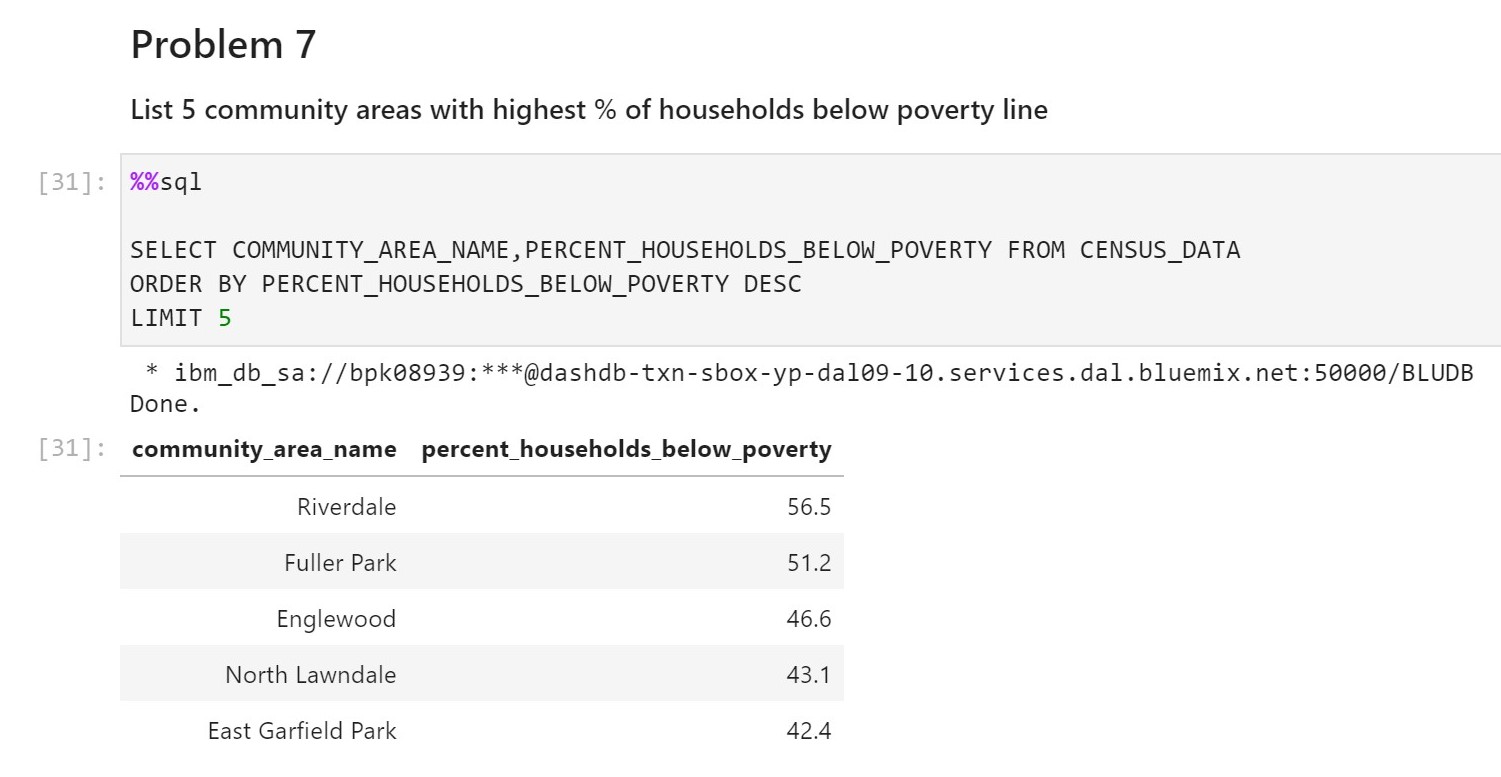 Problem 7
List 5 community areas with highest % of households below poverty line
[31]: %%sql
SELECT COMMUNITY_AREA_NAME,PERCENT_HOUSEHOLDS_BELOW_POVERTY FROM CENSUS_DATA
ORDER BY PERCENT_HOUSEHOLDS_BELOW_POVERTY DESC
LIMIT 5
* ibm_db_sa://bpk08939:***@dashdb-txn-sbox-yp-dal09-10.services.dal.bluemix.net:50000/BLUDB
Done.
[31]: community_area_name percent_households_below_poverty
Riverdale 56.5
Fuller Park 51.2
Englewood 46.6
North Lawndale 43.1
East Garfield Park 42.4